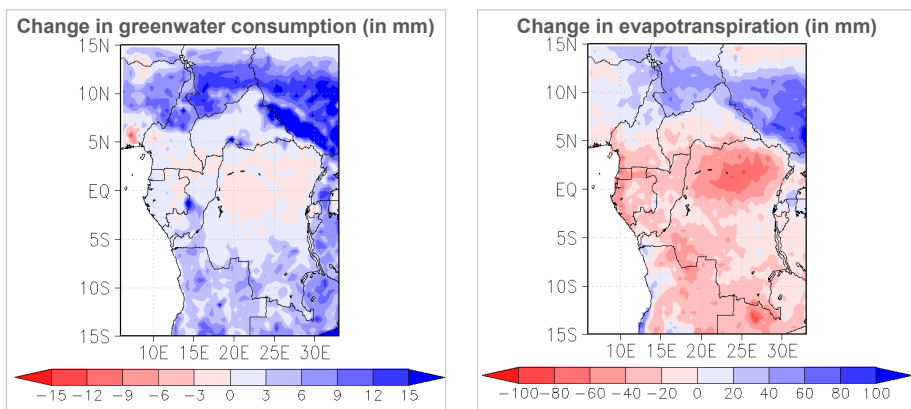 Change in greenwater consumption (in mm)
15N
10N
5N
EQ
5S
10S
15S
10E 15E 20E 25E 30E
−15 −12 −9 −6 −3 0 3 6 9 12 15
Change in evapotranspiration (in mm)
15N
10N
5N
EQ
5S
10S
15S
10E 15E 20E 25E 30E
−100 −80 −60 −40 −20 0 20 40 60 80 100